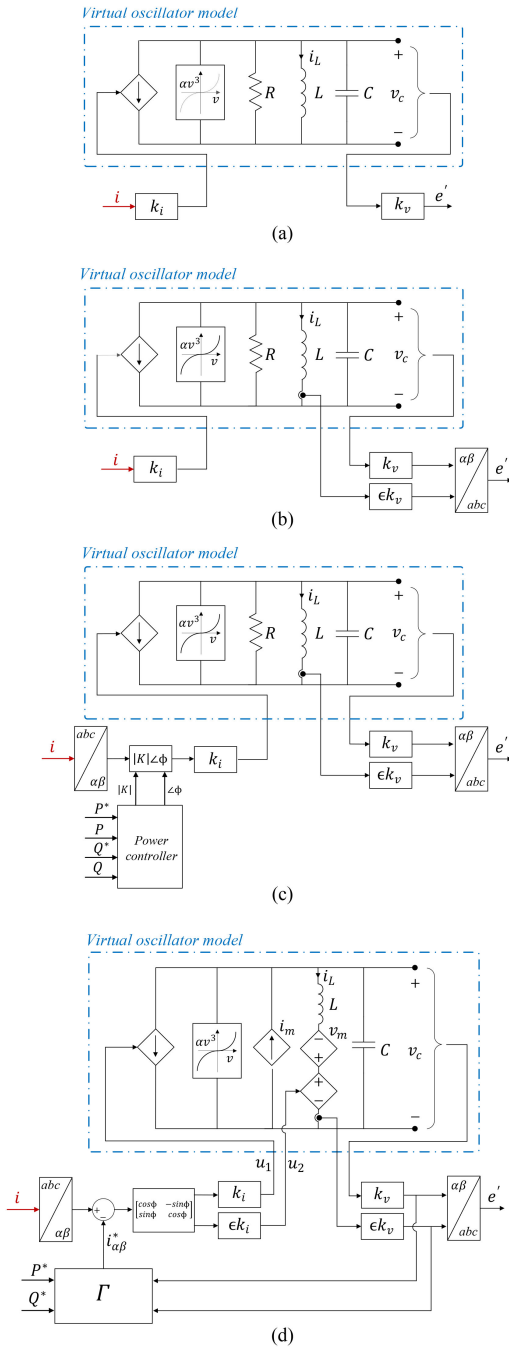 Virtual oscillator model
αv³
v
R
i_L
L
C
+
v_c
−
i
k_i
k_v
e′
(a)
Virtual oscillator model
αv³
v
R
i_L
L
C
+
v_c
−
i
k_i
k_v
ϵk_v
αβ
abc
e′
(b)
Virtual oscillator model
αv³
v
R
i_L
L
C
+
v_c
−
i
abc
αβ
|K|∠ϕ
k_i
k_v
ϵk_v
αβ
abc
e′
|K|
∠ϕ
P*
P
Q*
Q
Power
controller
(c)
Virtual oscillator model
αv³
v
i_m
i_L
L
v_m
−
+
+
−
C
+
v_c
−
u₁
u₂
i
abc
αβ
+
−
i*_αβ
cosϕ −sinϕ
sinϕ cosϕ
k_i
ϵk_i
k_v
ϵk_v
αβ
abc
e′
P*
Q*
Γ
(d)